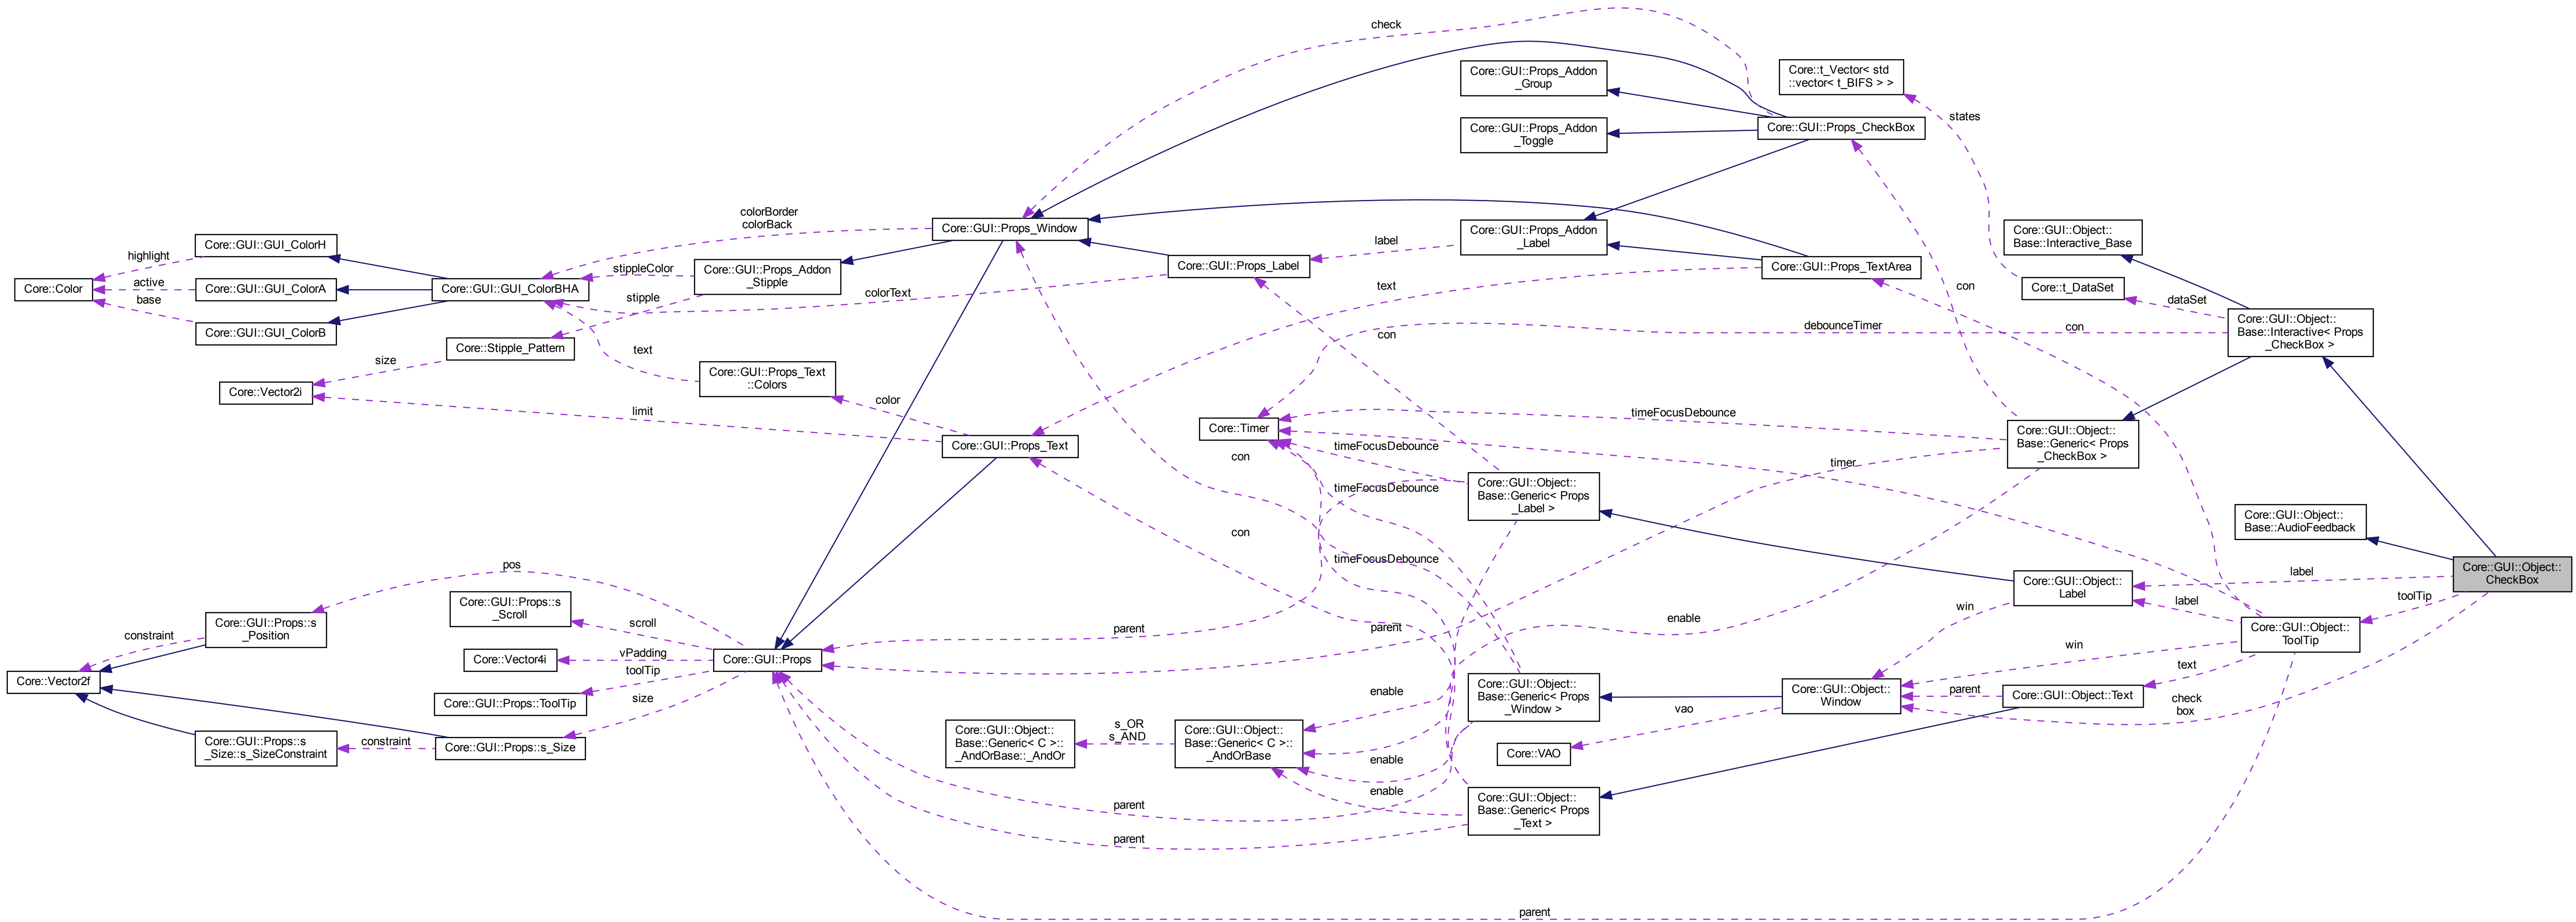 check
Core::GUI::Props_Addon
_Group
Core::t_Vector< std
::vector< t_BIFS > >
states
Core::GUI::Props_CheckBox
Core::GUI::Props_Addon
_Toggle
colorBorder
colorBack
Core::GUI::Props_Window
Core::GUI::Props_Addon
_Label
label
Core::GUI::Object::
Base::Interactive_Base
Core::GUI::GUI_ColorH
highlight
Core::GUI::Props_Addon
_Stipple
stippleColor
Core::GUI::Props_Label
Core::GUI::Props_TextArea
Core::Color
active
Core::GUI::GUI_ColorA
Core::GUI::GUI_ColorBHA
base
stipple
colorText
text
con
Core::t_DataSet
dataSet
Core::GUI::GUI_ColorB
con
debounceTimer
con
Core::GUI::Object::
Base::Interactive< Props
_CheckBox >
Core::Stipple_Pattern
text
size
Core::Vector2i
Core::GUI::Props_Text
::Colors
color
limit
Core::GUI::Props_Text
Core::Timer
timeFocusDebounce
Core::GUI::Object::
Base::Generic< Props
_CheckBox >
con
timeFocusDebounce
timer
timeFocusDebounce
Core::GUI::Object::
Base::Generic< Props
_Label >
con
timeFocusDebounce
Core::GUI::Object::
Base::AudioFeedback
Core::GUI::Object::
CheckBox
label
toolTip
Core::GUI::Object::
Label
label
win
pos
Core::GUI::Props::s
_Scroll
scroll
Core::GUI::Props::s
_Position
constraint
parent
parent
enable
Core::GUI::Object::
ToolTip
win
vPadding
Core::Vector4i
Core::GUI::Props
toolTip
Core::Vector2f
text
Core::GUI::Props::ToolTip
size
enable
Core::GUI::Object::
Base::Generic< Props
_Window >
Core::GUI::Object::
Window
parent
Core::GUI::Object::Text
check
box
vao
Core::GUI::Props::s
_Size::s_SizeConstraint
constraint
Core::GUI::Props::s_Size
Core::GUI::Object::
Base::Generic< C >::
_AndOrBase::_AndOr
s_OR
s_AND
Core::GUI::Object::
Base::Generic< C >::
_AndOrBase
Core::VAO
enable
enable
parent
Core::GUI::Object::
Base::Generic< Props
_Text >
parent
parent